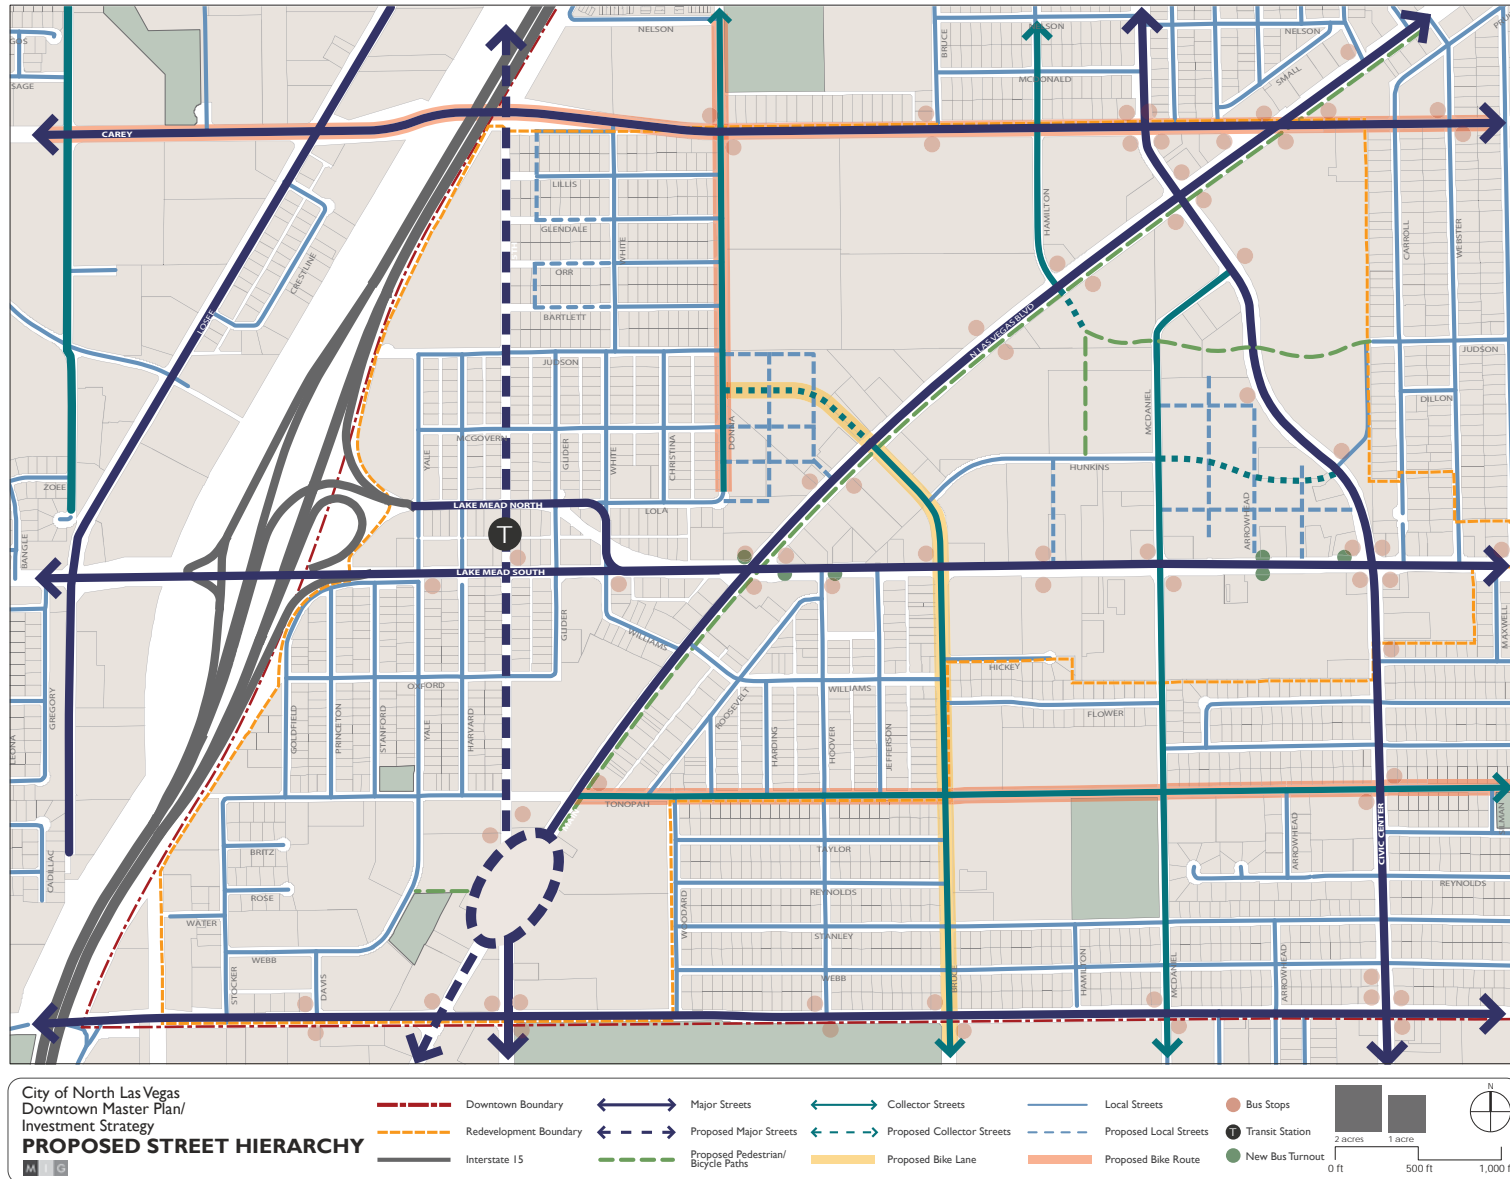 NELSON
BRUCE
NELSON
NELSON
SAGE
MCDONALD
SMALL
CAREY
LILLIS
GLENDALE
WHITE
HAMILTON
ORR
CARROLL
WEBSTER
CRESTLINE
BARTLETT
LOSEE
N LAS VEGAS BLVD
JUDSON
JUDSON
DILLON
MCDANIEL
DONNA
MCGOVERN
YALE
GUDER
WHITE
CHRISTINA
HUNKINS
ZOEE
LAKE MEAD NORTH
LOLA
ARROWHEAD
BANGLE
T
LAKE MEAD SOUTH
GUDER
WILLIAMS
MAXWELL
HICKEY
OXFORD
WILLIAMS
GREGORY
LEONA
GOLDFIELD
PRINCETON
STANFORD
YALE
HARVARD
ROOSEVELT
HARDING
HOOVER
JEFFERSON
FLOWER
TONOPAH
CIVIC CENTER
ARROWHEAD
BRITZ
TAYLOR
CADILLAC
ROSE
REYNOLDS
REYNOLDS
WATER
WOODARD
STANLEY
WEBB
STOCKER
DAVIS
WEBB
BRUCE
HAMILTON
MCDANIEL
ARROWHEAD
City of North Las Vegas
Downtown Master Plan/
Investment Strategy
PROPOSED STREET HIERARCHY
M I G
Downtown Boundary
Redevelopment Boundary
Interstate 15
Major Streets
Proposed Major Streets
Proposed Pedestrian/
Bicycle Paths
Collector Streets
Proposed Collector Streets
Proposed Bike Lane
Local Streets
Proposed Local Streets
Proposed Bike Route
Bus Stops
T Transit Station
New Bus Turnout
2 acres 1 acre
0 ft 500 ft 1,000 f
N